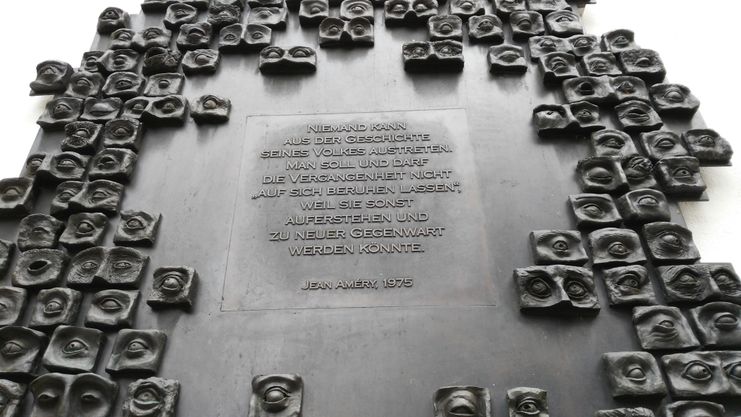 NIEMAND KANN
AUS DER GESCHICHTE
SEINES VOLKES AUSTRETEN.
MAN SOLL UND DARF
DIE VERGANGENHEIT NICHT
„AUF SICH BERUHEN LASSEN“,
WEIL SIE SONST
AUFERSTEHEN UND
ZU NEUER GEGENWART
WERDEN KÖNNTE.
JEAN AMÉRY, 1975